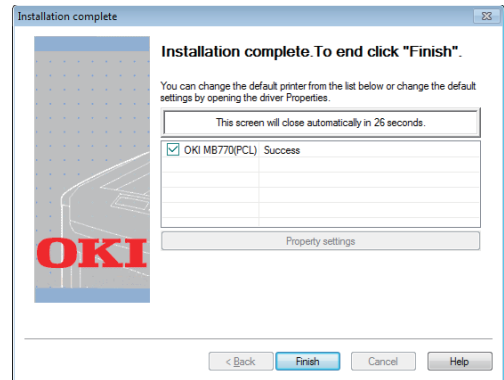 Installation complete
Installation complete.To end click "Finish".
You can change the default printer from the list below or change the default
settings by opening the driver Properties.
This screen will close automatically in 26 seconds.
OKI MB770(PCL) Success
Property settings
OKI
< Back Finish Cancel Help